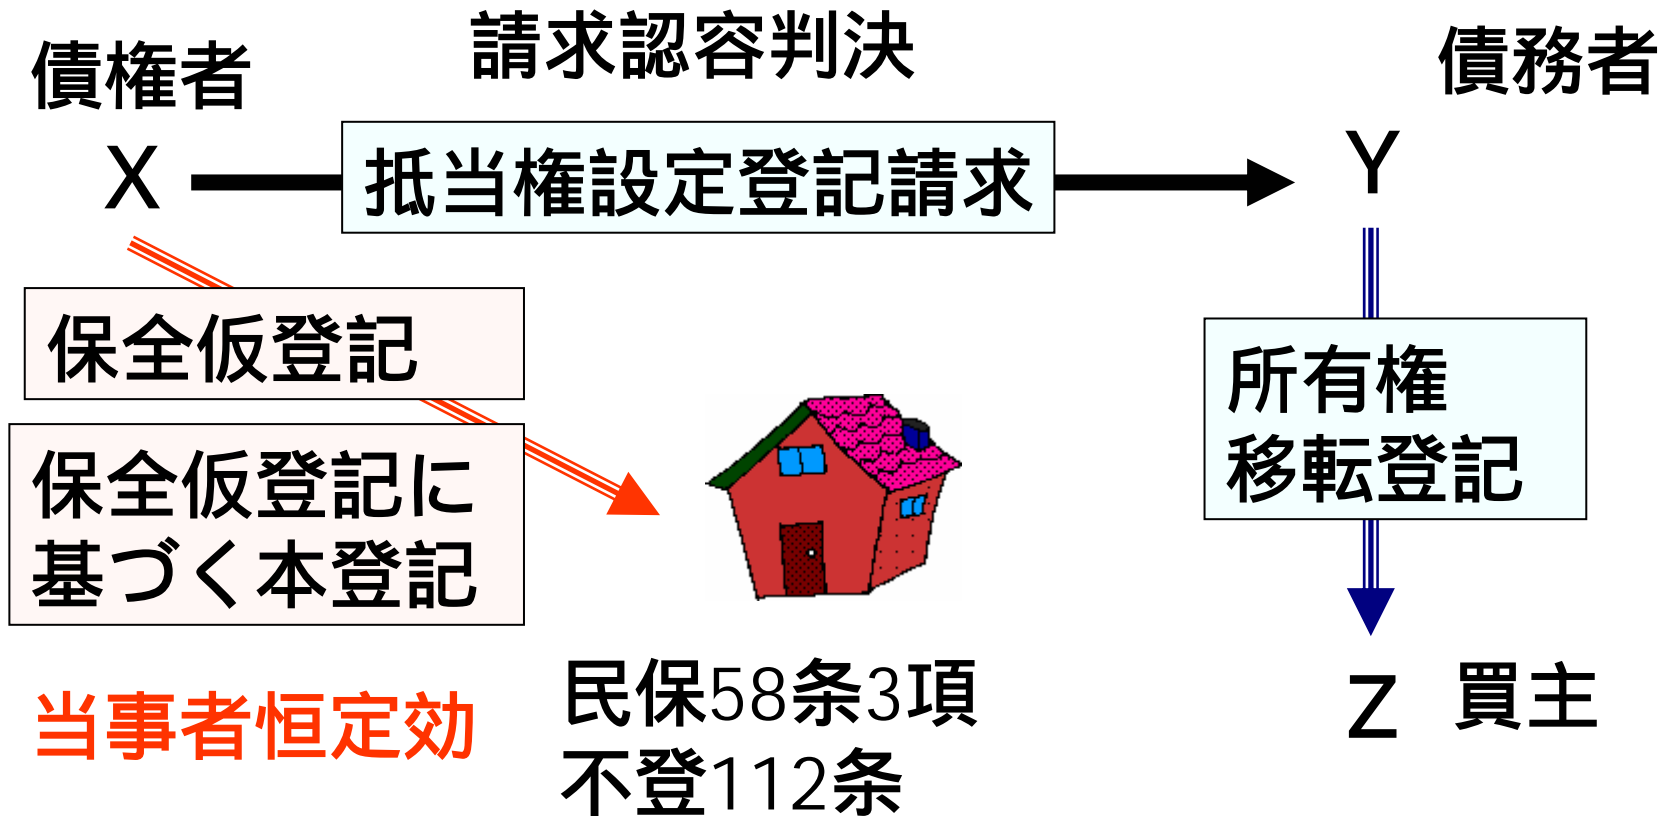 請求認容判決
債権者
債務者
X
抵当権設定登記請求
Y
保全仮登記
保全仮登記に
基づく本登記
所有権
移転登記
当事者恒定効
民保58条3項
不登112条
Z
買主